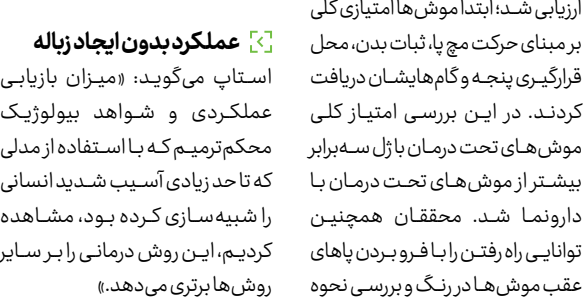 ارزیابی شد؛ ابتدا موش‌ها امتیازی کلی
بر مبنای حرکت مچ پا، ثبات بدن، محل
قرارگیری پنجه و گام‌هایشان دریافت
کردند. در این بررسی امتیاز کلی
موش‌های تحت درمان با ژل سه‌برابر
بیشتر از موش‌های تحت درمان با
دارونما شد. محققان همچنین
توانایی راه رفتن را با فرو بردن پاهای
عقب موش‌ها در رنگ و بررسی نحوه
عملکرد بدون ایجاد زباله
استاپ می‌گوید: «میزان بازیابی
عملکردی و شواهد بیولوژیک
محکم ترمیم که با استفاده از مدلی
که تا حد زیادی آسیب شدید انسانی
را شبیه‌سازی کرده بود، مشاهده
کردیم، این روش درمانی را بر سایر
روش‌ها برتری می‌دهد.»